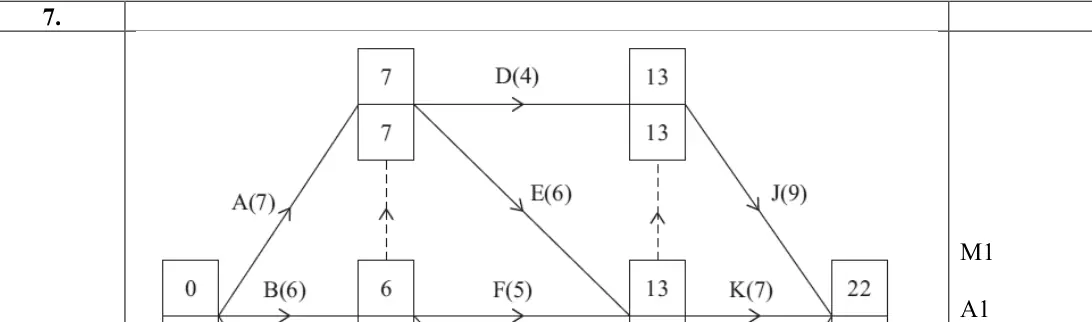 7.
7 D(4) 13
7 13
A(7) E(6) J(9)
M1
0 B(6) 6 F(5) 13 K(7) 22
A1